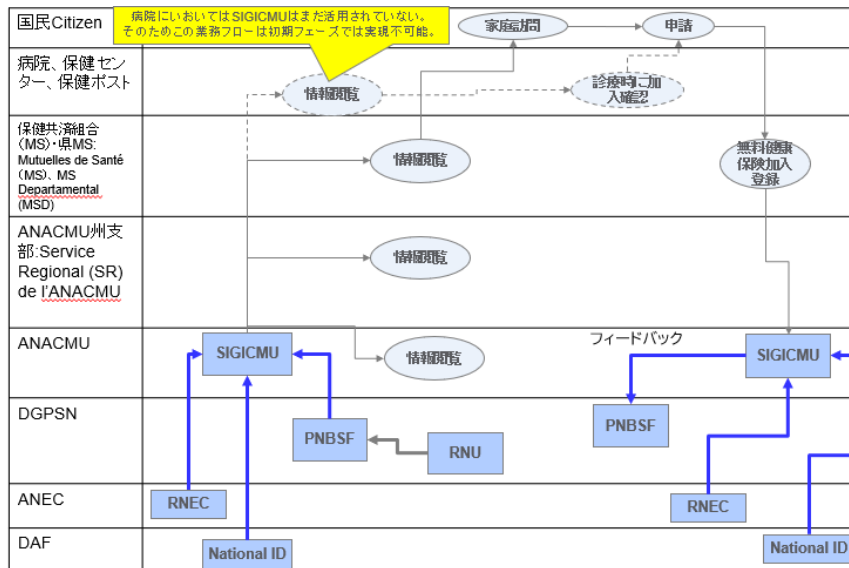 国民Citizen
病院においてはSIGICMUはまだ活用されていない。
そのためこの業務フローは初期フェーズでは実現不可能。
家庭訪問
申請
病院、保健セン
ター、保健ポスト
情報閲覧
診療時に加
入確認
保健共済組合
(MS)・県MS:
Mutuelles de Santé
(MS)、MS
Departamental
(MSD)
情報閲覧
無料健康
保険加入
登録
ANACMU州支
部:Service
Regional (SR)
de l'ANACMU
情報閲覧
ANACMU
SIGICMU
情報閲覧
フィードバック
SIGICMU
DGPSN
PNBSF
RNU
PNBSF
ANEC
RNEC
RNEC
DAF
National ID
National ID